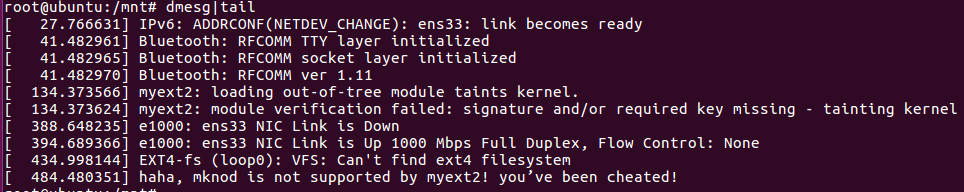 root@ubuntu:/mnt# dmesg|tail
[   27.766631] IPv6: ADDRCONF(NETDEV_CHANGE): ens33: link becomes ready
[   41.482961] Bluetooth: RFCOMM TTY layer initialized
[   41.482965] Bluetooth: RFCOMM socket layer initialized
[   41.482970] Bluetooth: RFCOMM ver 1.11
[  134.373566] myext2: loading out-of-tree module taints kernel.
[  134.373624] myext2: module verification failed: signature and/or required key missing - tainting kernel
[  388.648235] e1000: ens33 NIC Link is Down
[  394.689366] e1000: ens33 NIC Link is Up 1000 Mbps Full Duplex, Flow Control: None
[  434.998144] EXT4-fs (loop0): VFS: Can't find ext4 filesystem
[  484.480351] haha, mknod is not supported by myext2! you’ve been cheated!
root@ubuntu:/mnt#